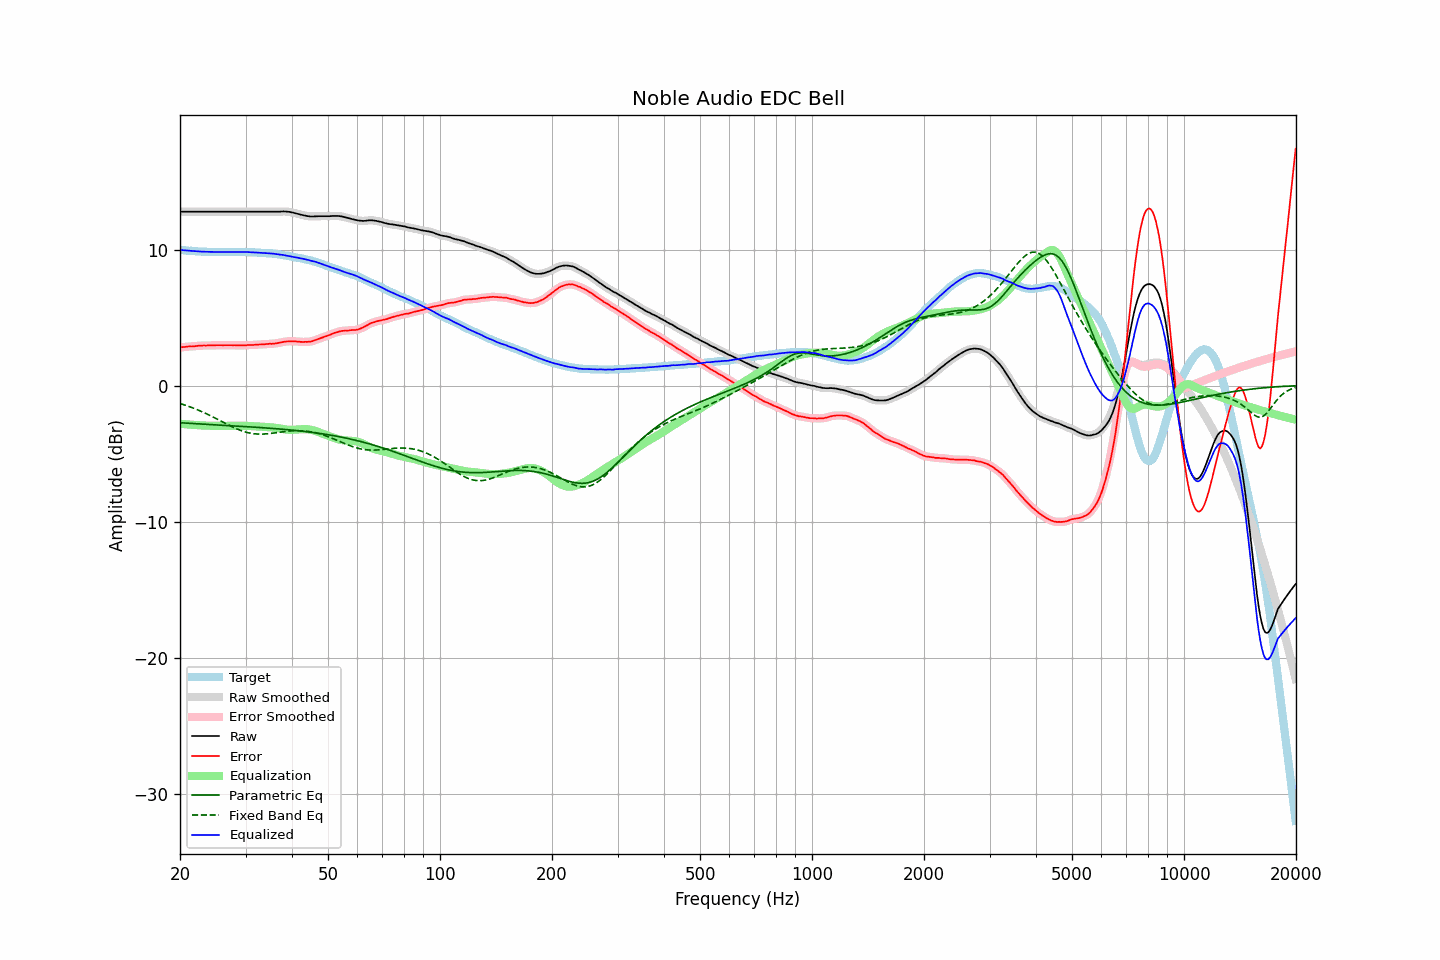 Noble Audio EDC Bell
Amplitude (dBr)
10
0
−10
−20
−30
Target
Raw Smoothed
Error Smoothed
Raw
Error
Equalization
Parametric Eq
Fixed Band Eq
Equalized
20 50 100 200 500 1000 2000 5000 10000 20000
Frequency (Hz)